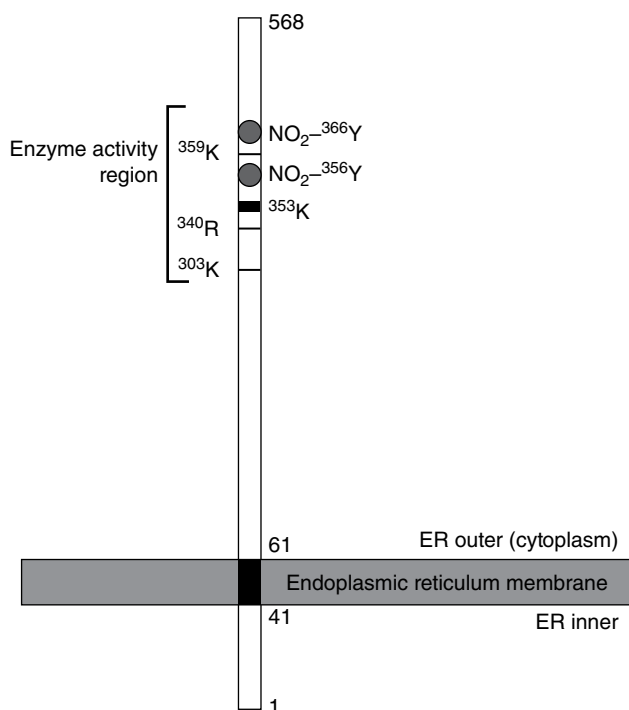 568
NO₂–³⁶⁶Y
Enzyme activity
region
³⁵⁹K
NO₂–³⁵⁶Y
³⁵³K
³⁴⁰R
³⁰³K
61
ER outer (cytoplasm)
Endoplasmic reticulum membrane
41
ER inner
1